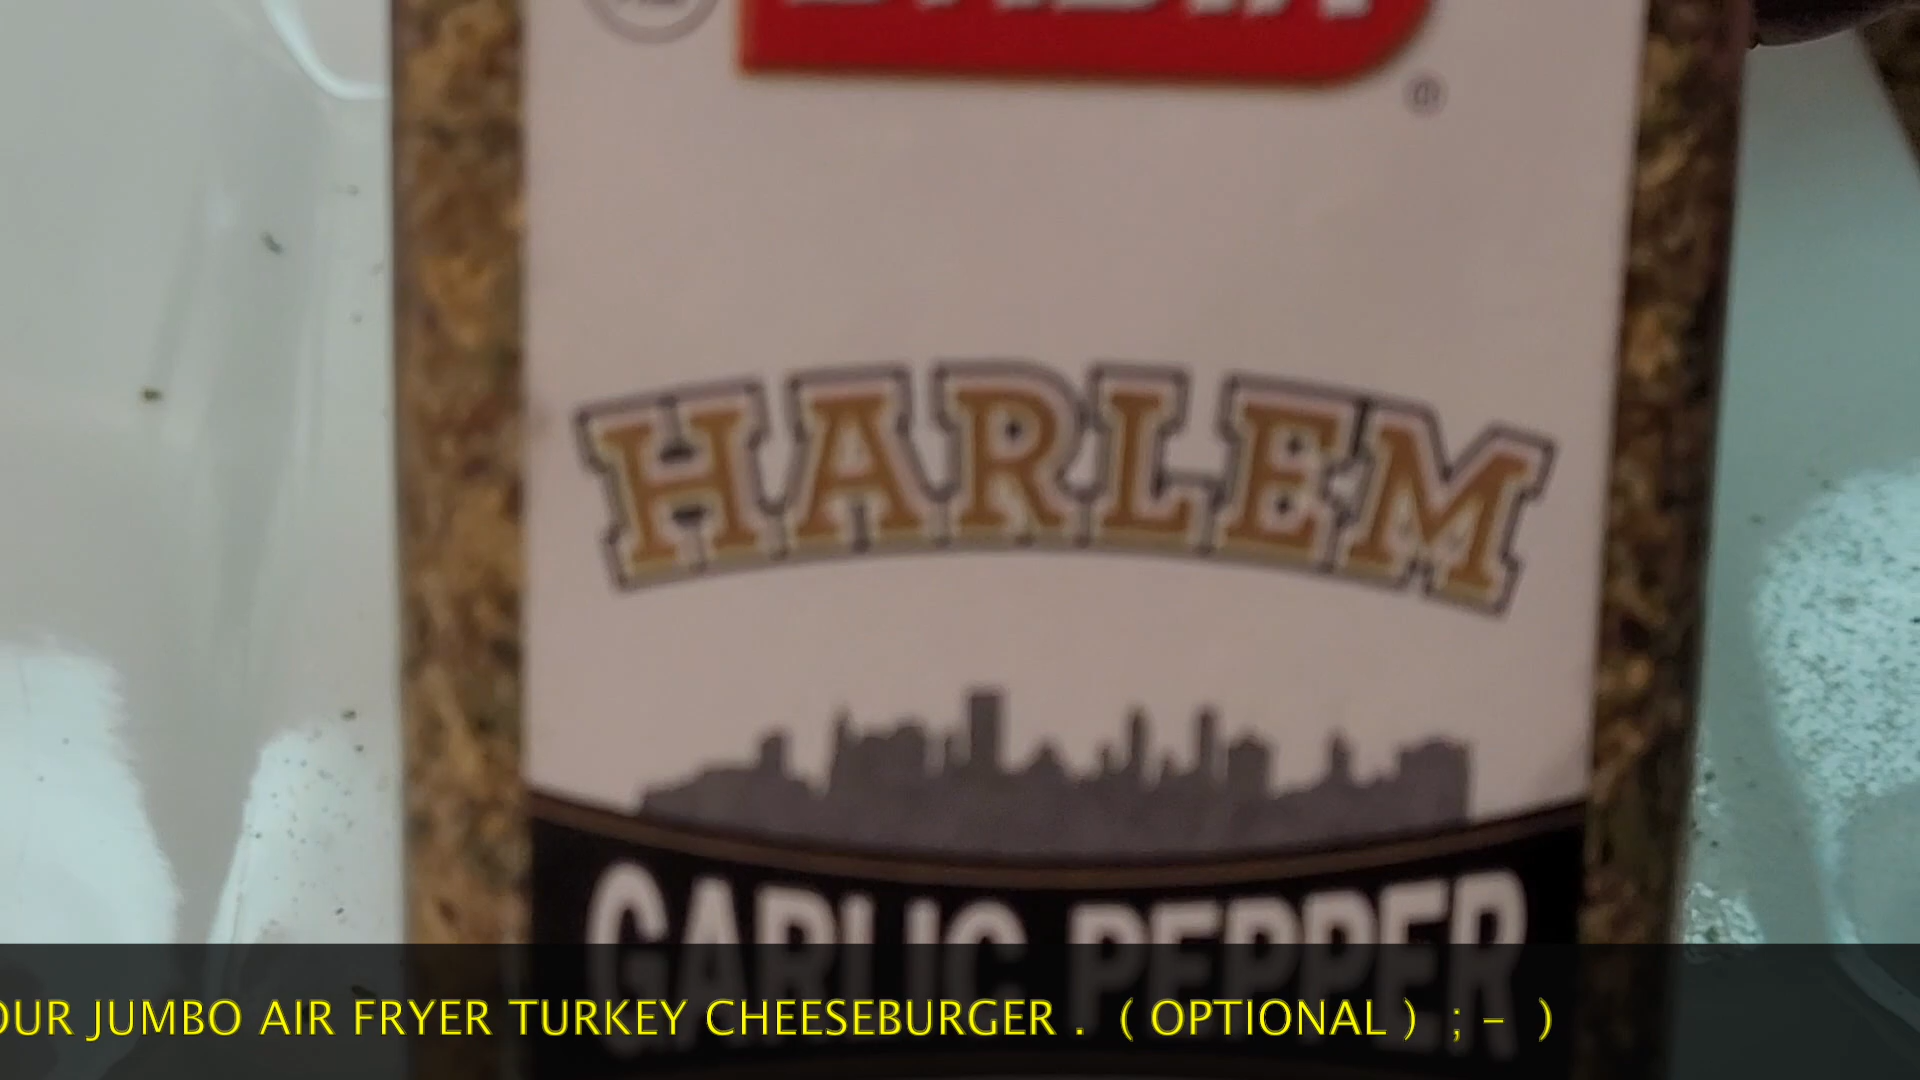 ®
HARLEM
GARLIC PEPPER
OUR JUMBO AIR FRYER TURKEY CHEESEBURGER . ( OPTIONAL ) ; - )